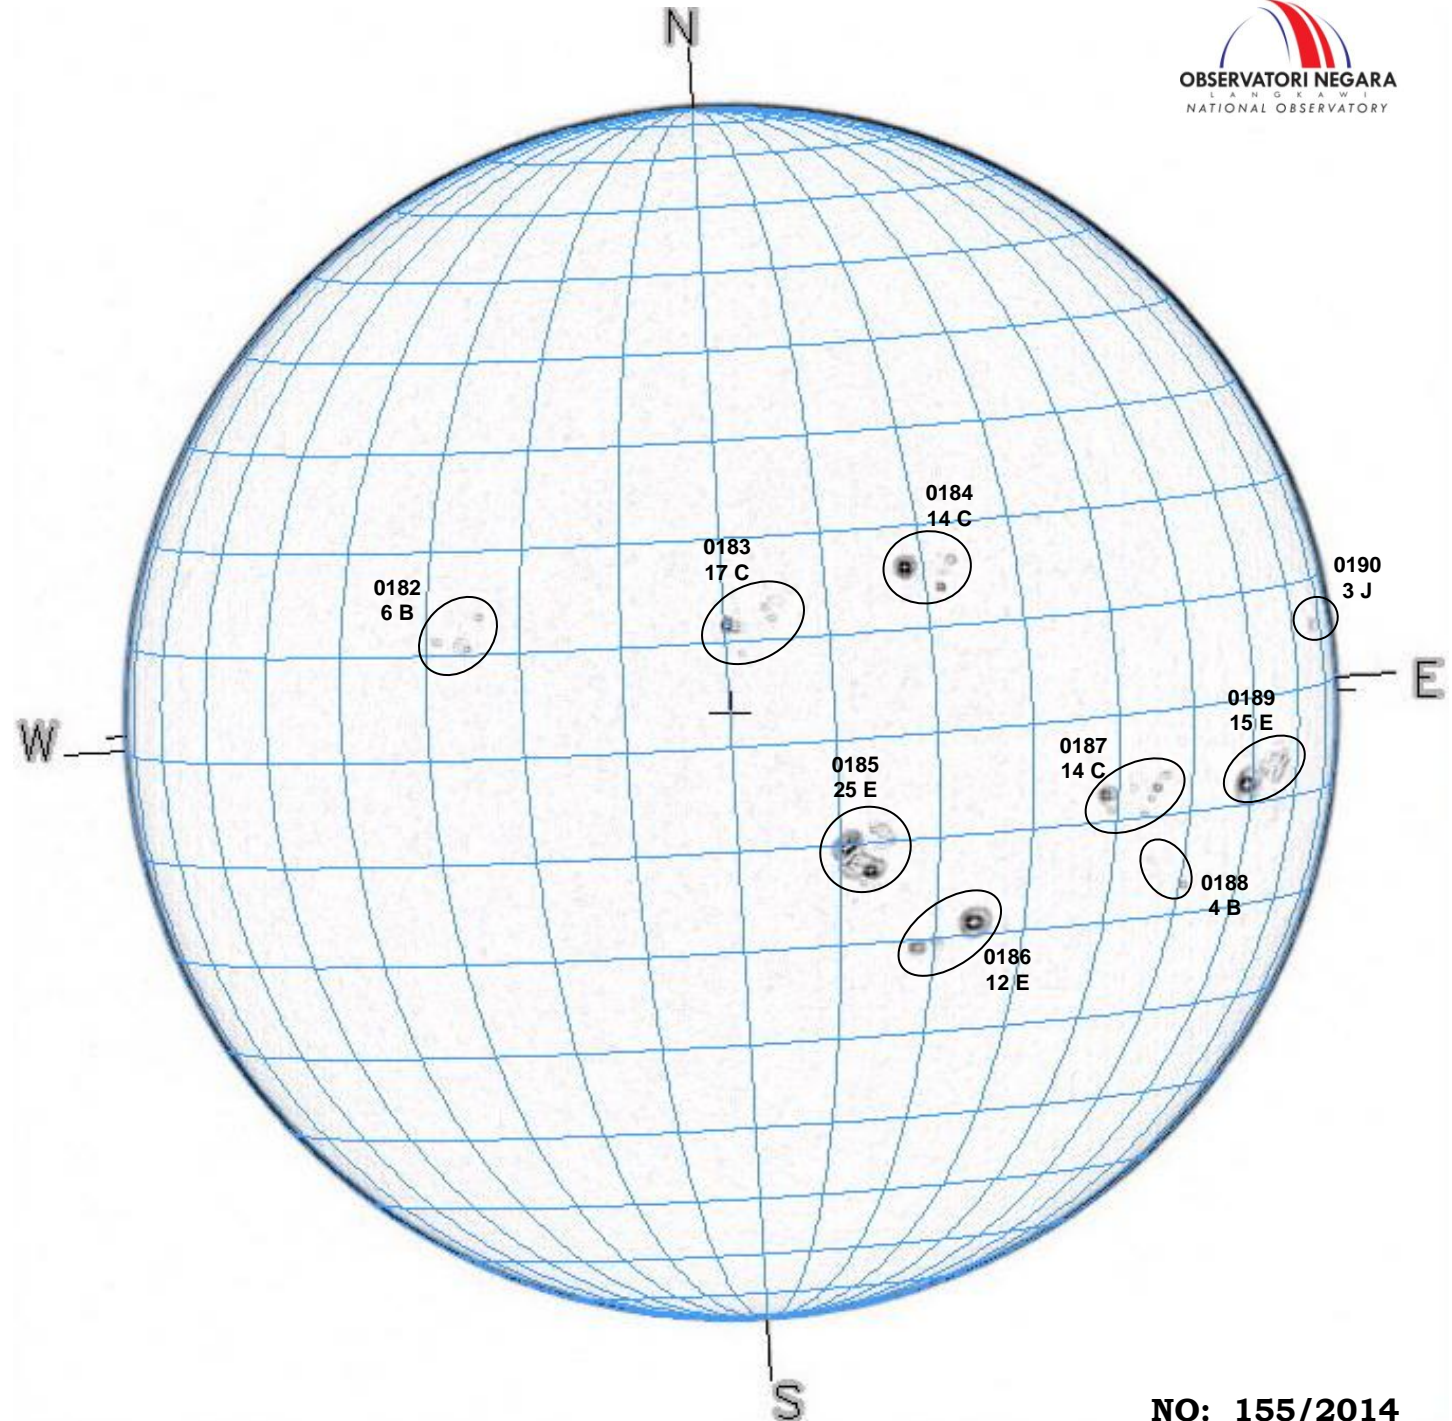 N
OBSERVATORI NEGARA
LANGKAWI
NATIONAL OBSERVATORY
0184
14 C
0183
17 C
0182
6 B
0190
3 J
E
0189
15 E
W
0187
14 C
0185
25 E
0188
4 B
0186
12 E
S
NO: 155/2014